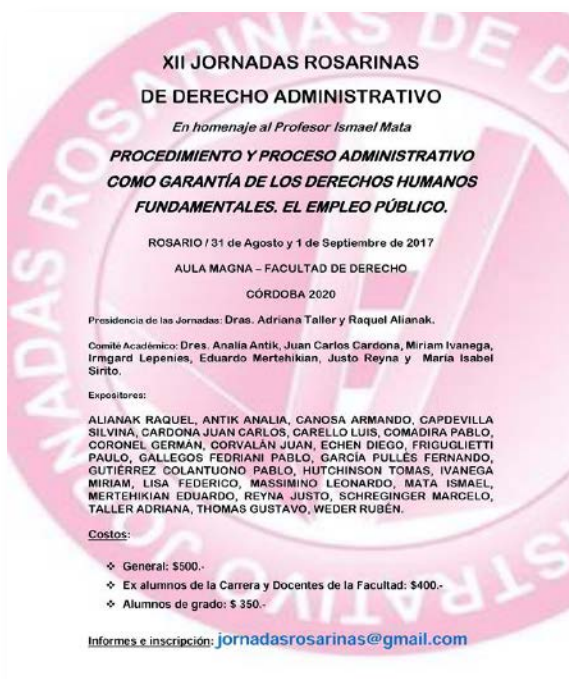 XII JORNADAS ROSARINAS
DE DERECHO ADMINISTRATIVO
En homenaje al Profesor Ismael Mata
PROCEDIMIENTO Y PROCESO ADMINISTRATIVO
COMO GARANTÍA DE LOS DERECHOS HUMANOS
FUNDAMENTALES. EL EMPLEO PÚBLICO.
ROSARIO / 31 de Agosto y 1 de Septiembre de 2017
AULA MAGNA – FACULTAD DE DERECHO
CÓRDOBA 2020
Presidencia de las Jornadas: Dras. Adriana Taller y Raquel Alianak.
Comité Académico: Dres. Analía Antik, Juan Carlos Cardona, Miriam Ivanega,
Irmgard Lepenies, Eduardo Mertehikian, Justo Reyna y María Isabel
Sirito.
Expositores:
ALIANAK RAQUEL, ANTIK ANALIA, CANOSA ARMANDO, CAPDEVILLA
SILVINA, CARDONA JUAN CARLOS, CARELLO LUIS, COMADIRA PABLO,
CORONEL GERMÁN, CORVALÁN JUAN, ECHEN DIEGO, FRIGUGLIETTI
PAULO, GALLEGOS FEDRIANI PABLO, GARCÍA PULLÉS FERNANDO,
GUTIÉRREZ COLANTUONO PABLO, HUTCHINSON TOMAS, IVANEGA
MIRIAM, LISA FEDERICO, MASSIMINO LEONARDO, MATA ISMAEL,
MERTEHIKIAN EDUARDO, REYNA JUSTO, SCHREGINGER MARCELO,
TALLER ADRIANA, THOMAS GUSTAVO, WEDER RUBÉN.
Costos:
❖ General: $500.-
❖ Ex alumnos de la Carrera y Docentes de la Facultad: $400.-
❖ Alumnos de grado: $ 350.-
Informes e inscripción: jornadasrosarinas@gmail.com